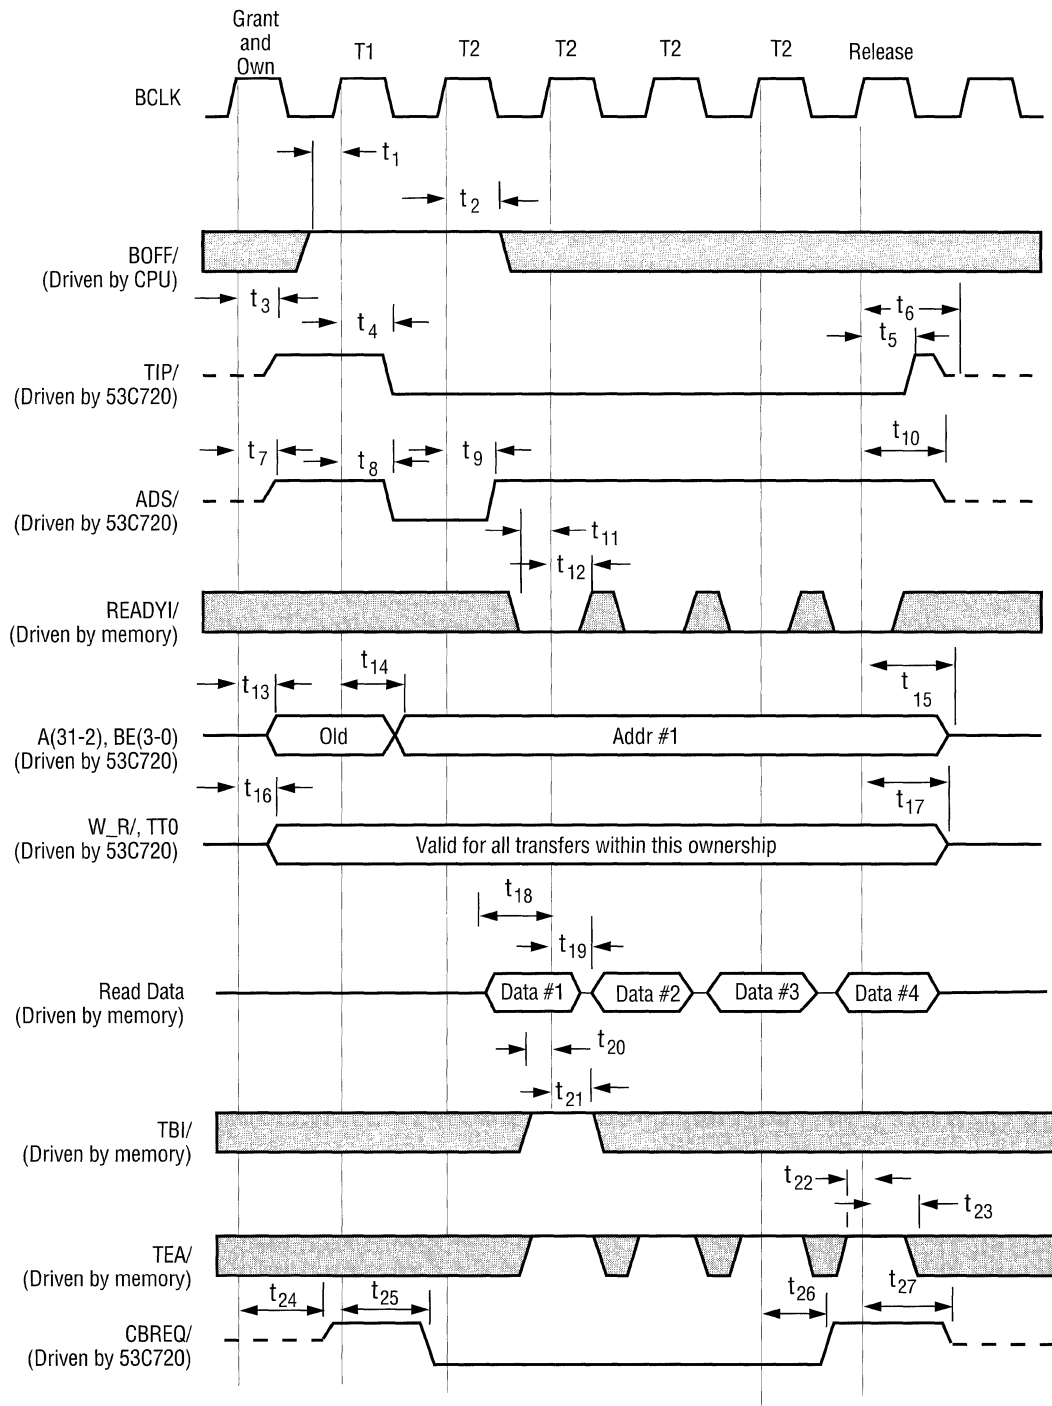 Grant
and
Own
T1
T2
T2
T2
T2
Release
BCLK
t1
t2
BOFF/
(Driven by CPU)
t3
t4
t6
t5
TIP/
(Driven by 53C720)
t7
t8
t9
t10
ADS/
(Driven by 53C720)
t11
t12
READYI/
(Driven by memory)
t13
t14
t15
A(31-2), BE(3-0)
(Driven by 53C720)
Old
Addr #1
t16
t17
W_R/, TT0
(Driven by 53C720)
Valid for all transfers within this ownership
t18
t19
Read Data
(Driven by memory)
Data #1
Data #2
Data #3
Data #4
t20
t21
TBI/
(Driven by memory)
t22
t23
TEA/
(Driven by memory)
t24
t25
t26
t27
CBREQ/
(Driven by 53C720)